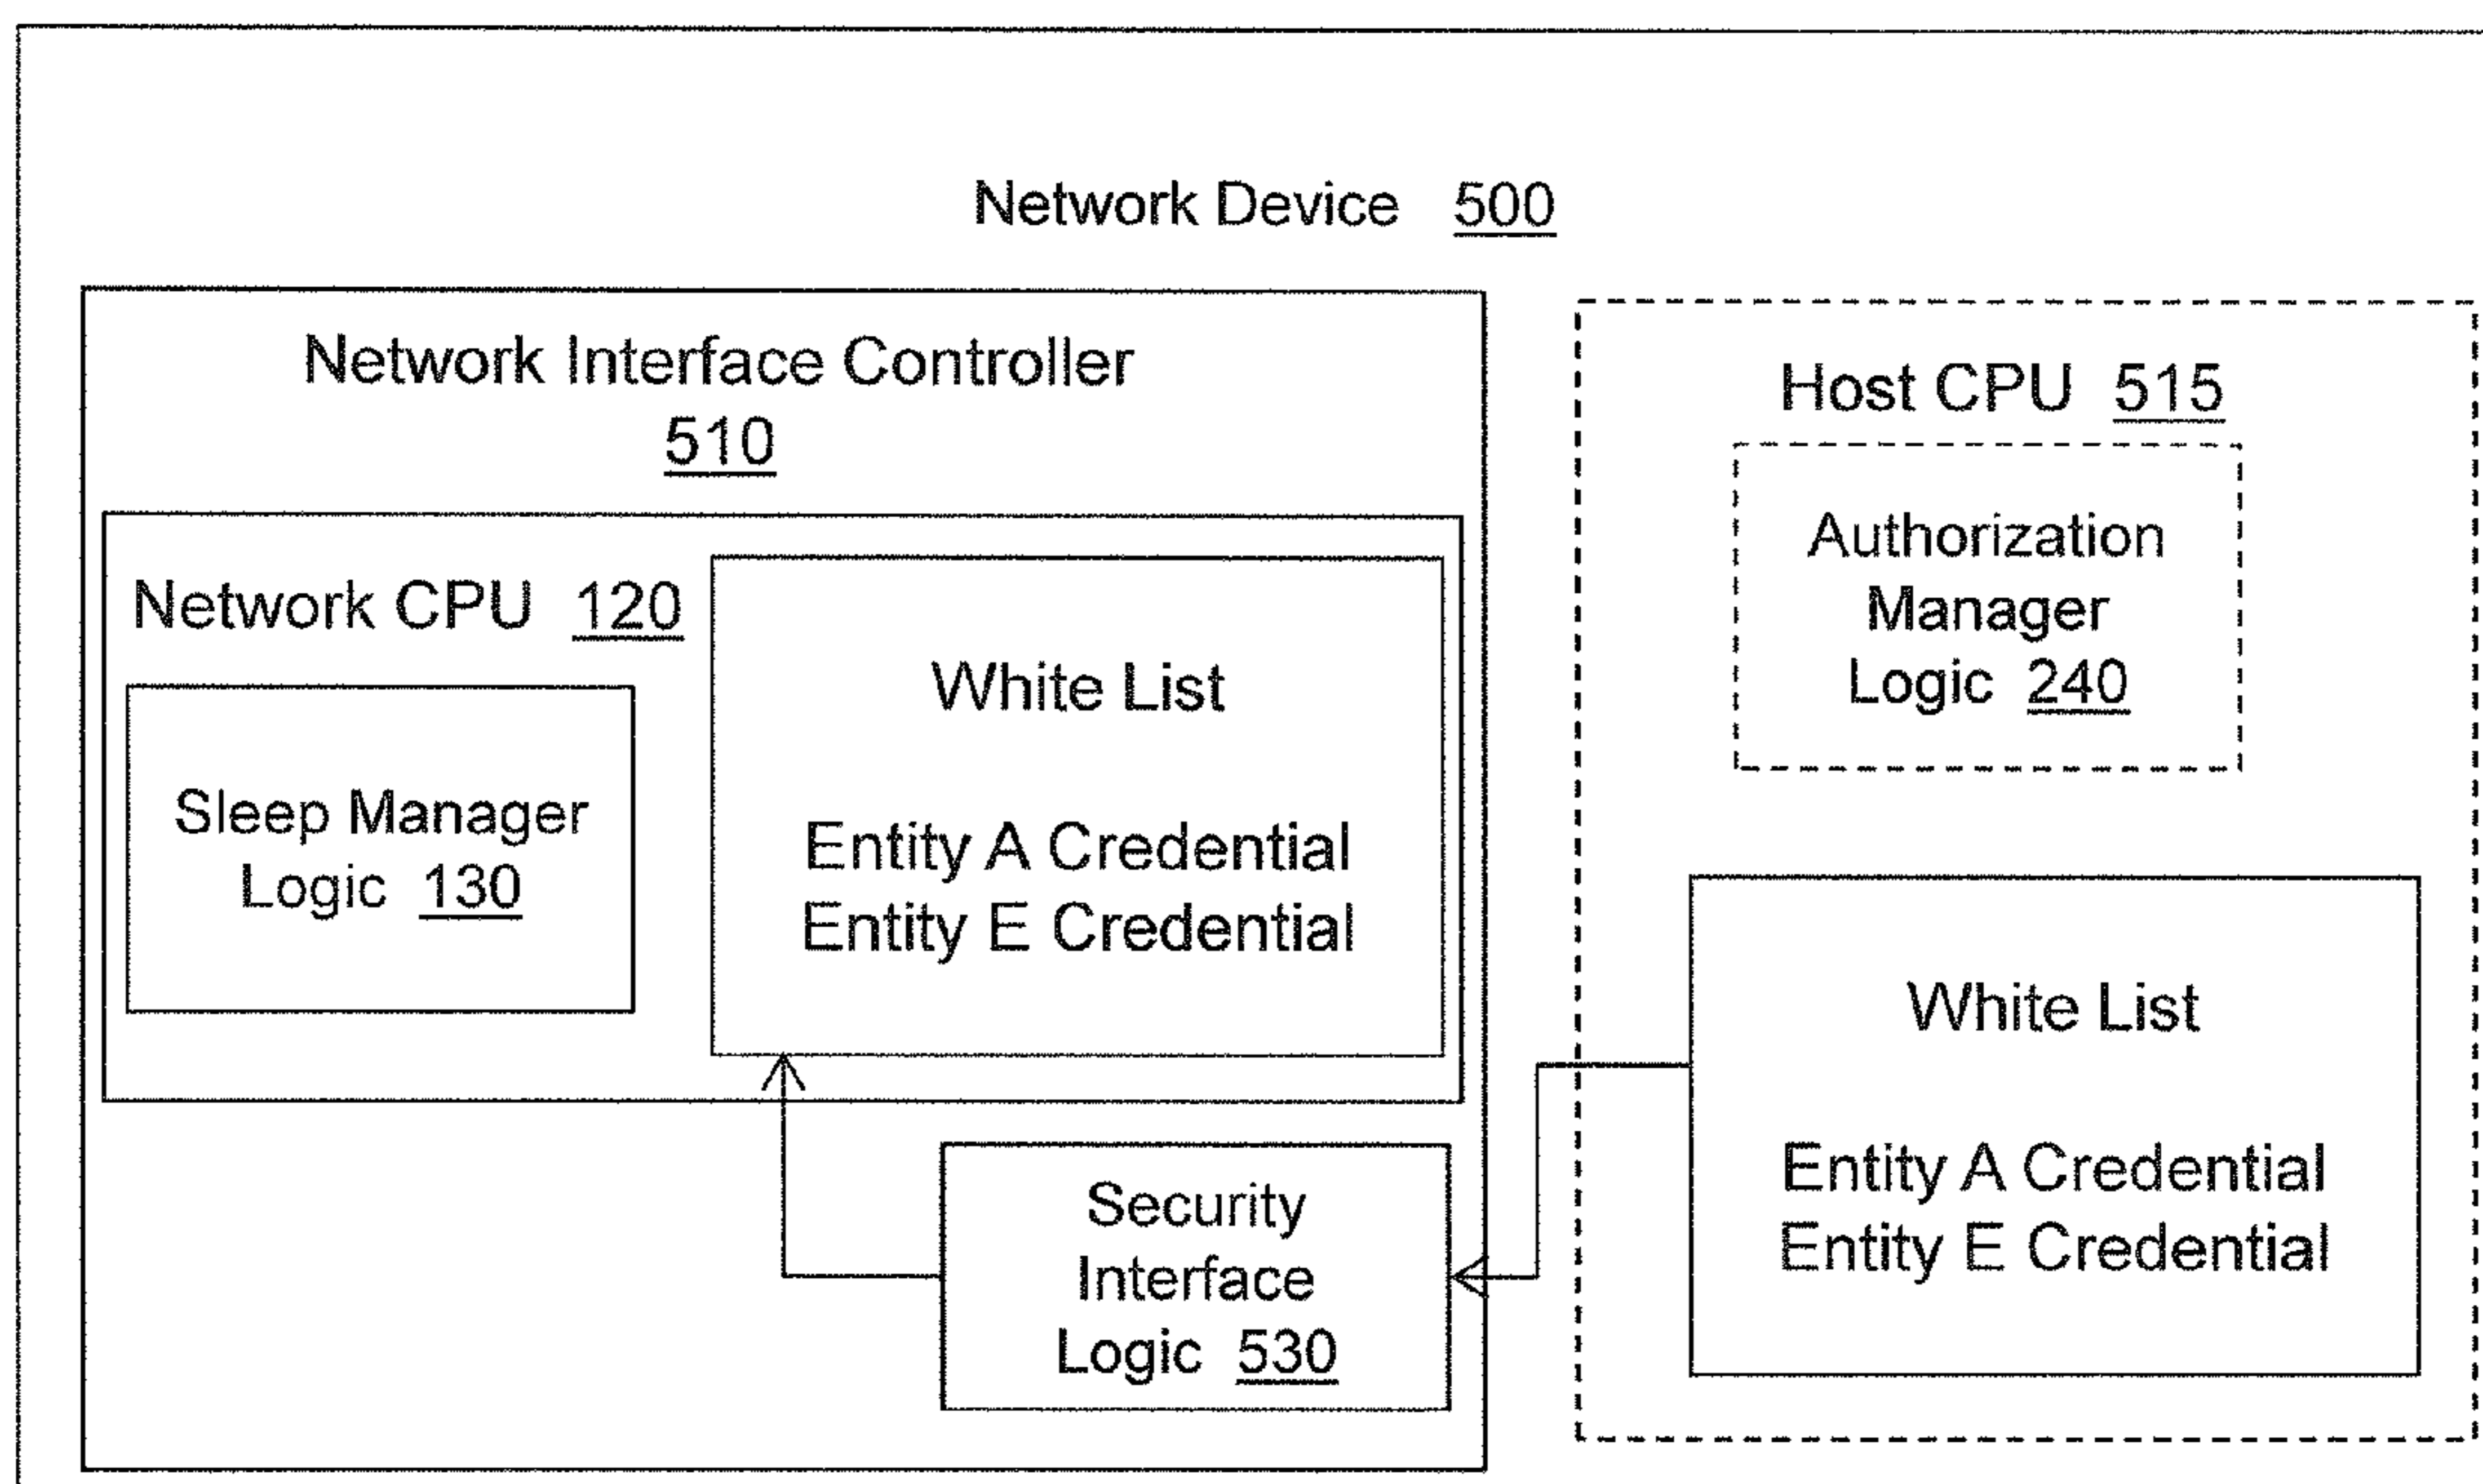 Network Device 500
Network Interface Controller
510
Network CPU 120
Sleep Manager
Logic 130
White List
Entity A Credential
Entity E Credential
Security
Interface
Logic 530
Host CPU 515
Authorization
Manager
Logic 240
White List
Entity A Credential
Entity E Credential